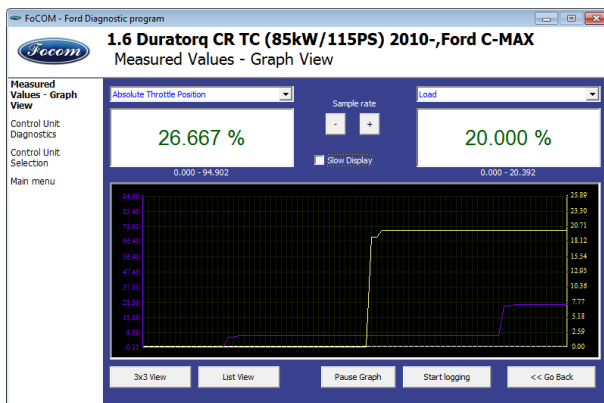 FoCOM - Ford Diagnostic program
Focom
1.6 Duratorq CR TC (85kW/115PS) 2010-,Ford C-MAX
Measured Values - Graph View
Measured
Values - Graph
View
Control Unit
Diagnostics
Control Unit
Selection
Main menu
Absolute Throttle Position
Sample rate
Load
26.667 %
-
+
20.000 %
Slow Display
0.000 - 94.902
0.000 - 20.392
25.89
23.30
20.71
18.12
15.54
12.95
10.36
7.77
5.18
2.59
0.00
3x3 View
List View
Pause Graph
Start logging
<< Go Back